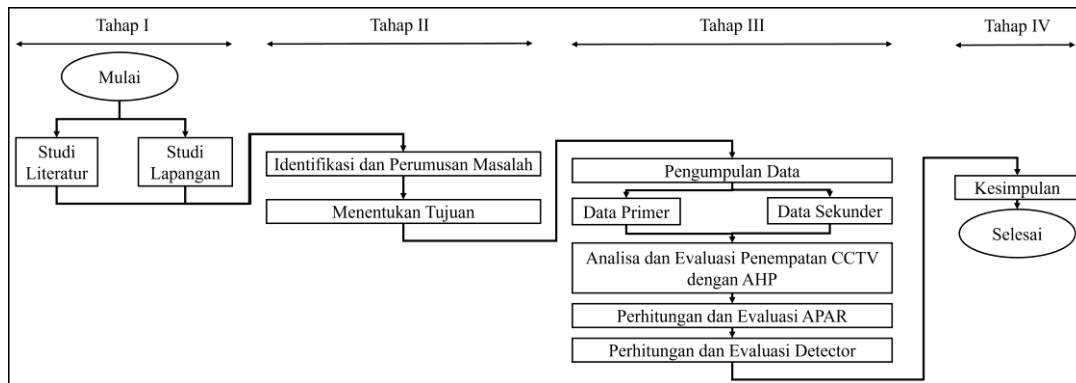 Tahap I
Mulai
Studi
Literatur
Studi
Lapangan
Tahap II
Identifikasi dan Perumusan Masalah
Menentukan Tujuan
Tahap III
Pengumpulan Data
Data Primer
Data Sekunder
Analisa dan Evaluasi Penempatan CCTV
dengan AHP
Perhitungan dan Evaluasi APAR
Perhitungan dan Evaluasi Detector
Tahap IV
Kesimpulan
Selesai